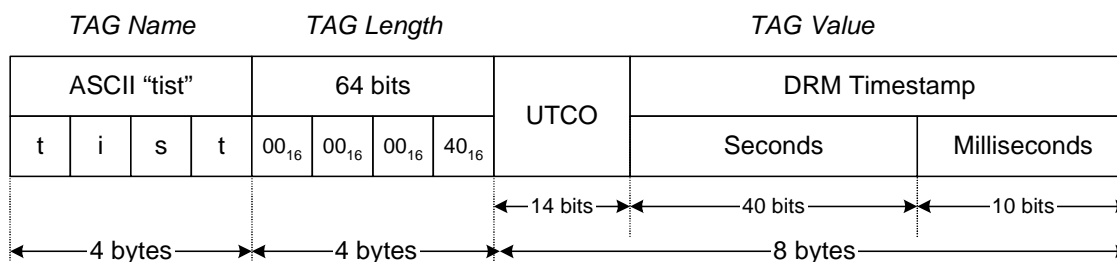 TAG Name TAG Length TAG Value
ASCII “tist” 64 bits UTCO DRM Timestamp
t i s t 00₁₆ 00₁₆ 00₁₆ 40₁₆ Seconds Milliseconds
14 bits 40 bits 10 bits
4 bytes 4 bytes 8 bytes